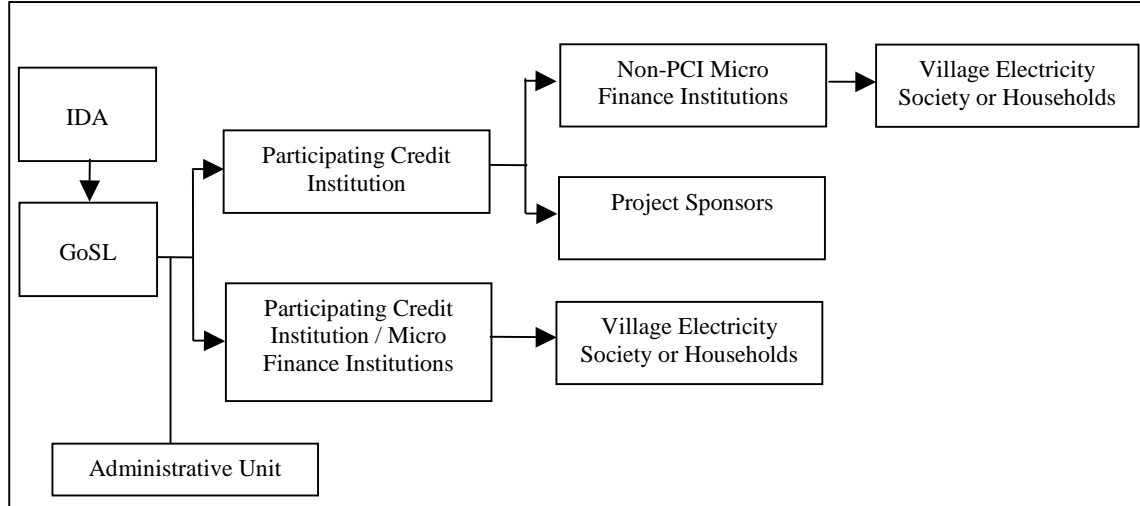 IDA
GoSL
Participating Credit
Institution
Non-PCI Micro
Finance Institutions
Village Electricity
Society or Households
Project Sponsors
Participating Credit
Institution / Micro
Finance Institutions
Village Electricity
Society or Households
Administrative Unit